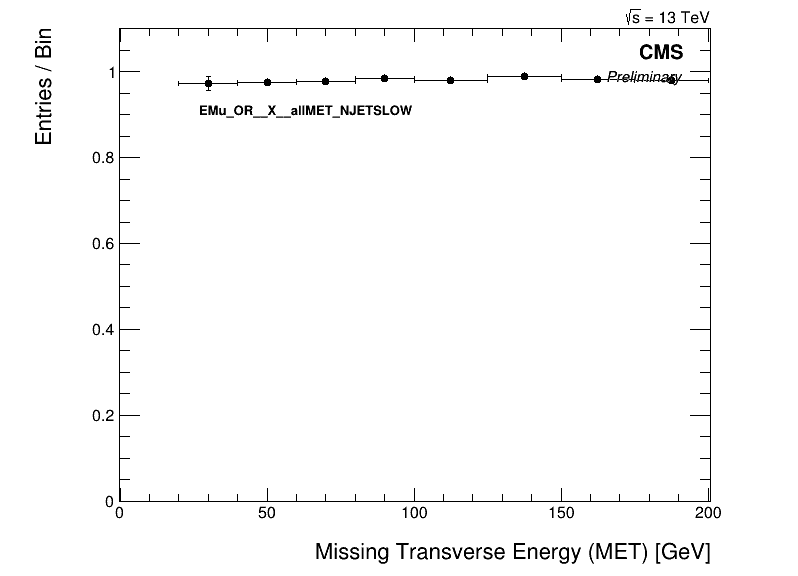 √s = 13 TeV
CMS
Preliminary
EMu_OR__X__allMET_NJETSLOW
Entries / Bin
1
0.8
0.6
0.4
0.2
0
0 50 100 150 200
Missing Transverse Energy (MET) [GeV]